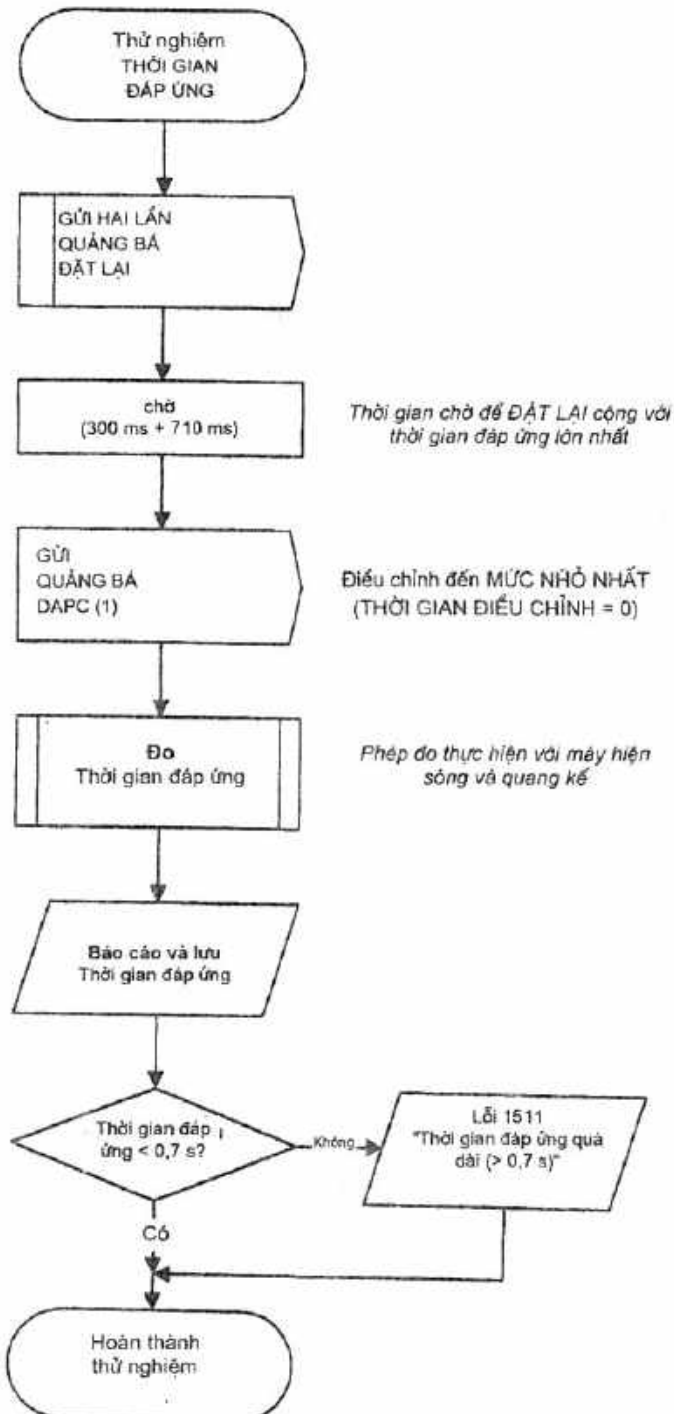 Thử nghiệm
THỜI GIAN
ĐÁP ỨNG
GỬI HAI LẦN
QUẢNG BÁ
ĐẶT LẠI
chờ
(300 ms + 710 ms)
Thời gian chờ để ĐẶT LẠI cộng với
thời gian đáp ứng lớn nhất
GỬI
QUẢNG BÁ
DAPC (1)
Điều chỉnh đến MỨC NHỎ NHẤT
(THỜI GIAN ĐIỀU CHỈNH = 0)
Đo
Thời gian đáp ứng
Phép đo thực hiện với máy hiện
sóng và quang kế
Báo cáo và lưu
Thời gian đáp ứng
Thời gian đáp
ứng < 0,7 s?
Không
Lỗi 1511
"Thời gian đáp ứng quá
dài (> 0,7 s)"
Có
Hoàn thành
thử nghiệm